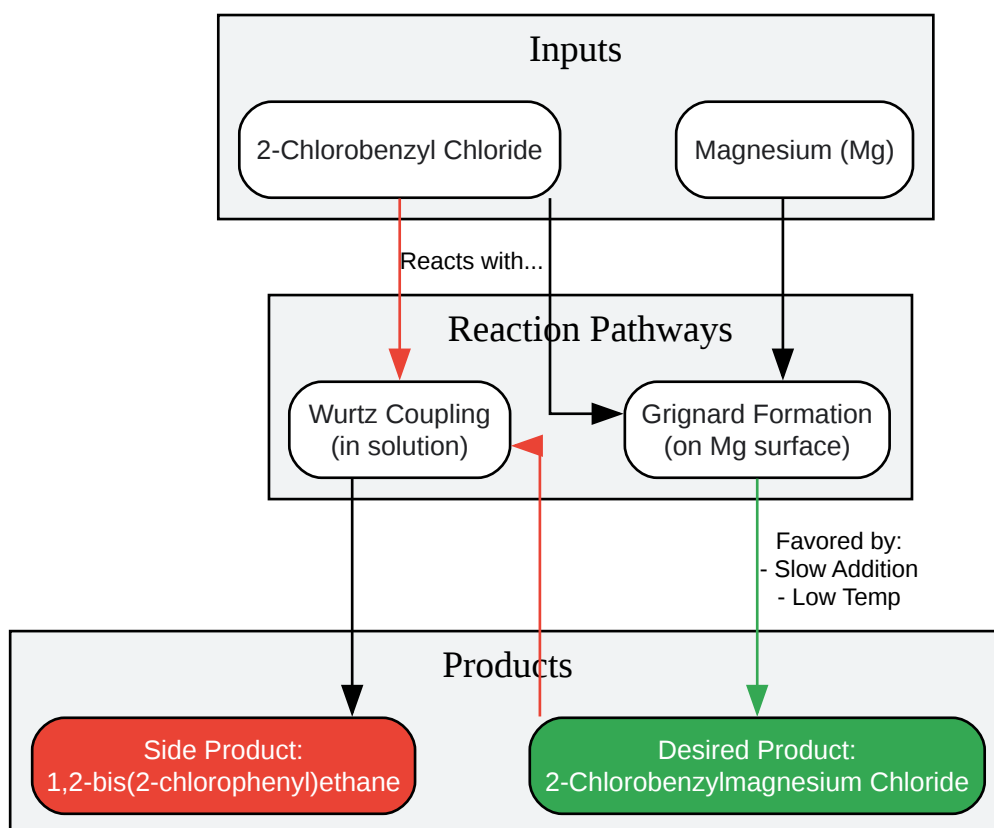 Inputs
2-Chlorobenzyl Chloride
Magnesium (Mg)
Reacts with...
Reaction Pathways
Wurtz Coupling
(in solution)
Grignard Formation
(on Mg surface)
Favored by:
- Slow Addition
- Low Temp
Products
Side Product:
1,2-bis(2-chlorophenyl)ethane
Desired Product:
2-Chlorobenzylmagnesium Chloride